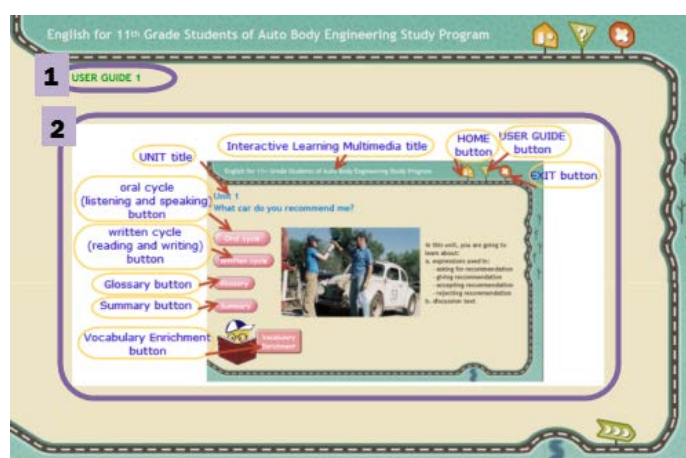 English for 11th Grade Students of Auto Body Engineering Study Program
1
USER GUIDE 1
2
Interactive Learning Multimedia title
HOME
button
USER GUIDE
button
UNIT title
EXIT button
English for 11th Grade Students of Auto Body Engineering Study Program
oral cycle
(listening and speaking)
button
Unit 1
What car do you recommend me?
written cycle
(reading and writing)
button
Oral cycle
Written cycle
In this unit, you are going to
learn about:
a. expressions used in:
- asking for recommendation
- giving recommendation
- accepting recommendation
- rejecting recommendation
b. discussion text.
Glossary button
Glossary
Summary button
Summary
Vocabulary Enrichment
button
Vocabulary
Enrichment